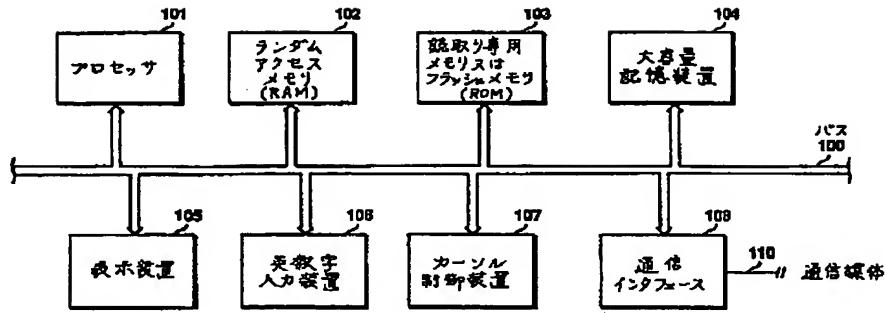 101
プロセッサ
102
ランダム
アクセス
メモリ
(RAM)
103
読取り専用
メモリ又は
フラッシュメモリ
(ROM)
104
大容量
記憶装置
バス
100
105
表示装置
106
英数字
入力装置
107
カーソル
制御装置
108
通信
インタフェース
110
通信媒体